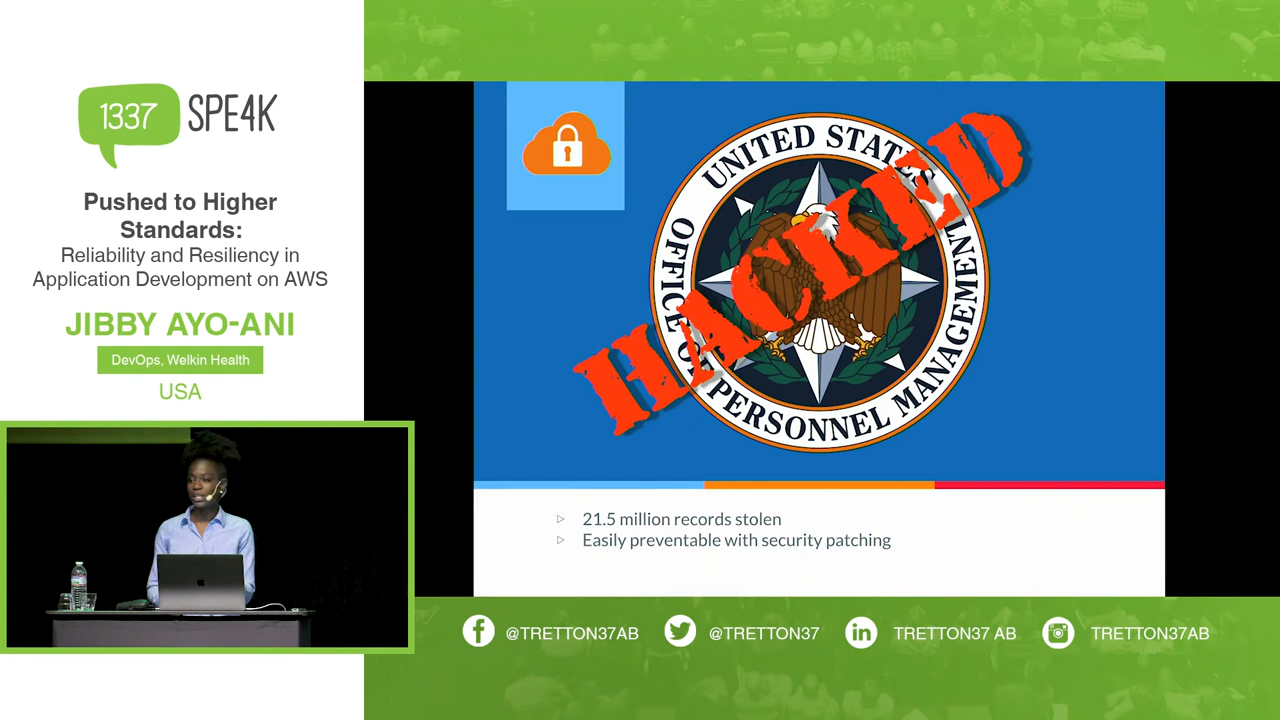 1337 SPE4K
Pushed to Higher
Standards:
Reliability and Resiliency in
Application Development on AWS
JIBBY AYO-ANI
DevOps, Welkin Health
USA
UNITED STATES
OFFICE OF PERSONNEL MANAGEMENT
HACKED
▷ 21.5 million records stolen
▷ Easily preventable with security patching
@TRETTON37AB
@TRETTON37
TRETTON37 AB
TRETTON37AB